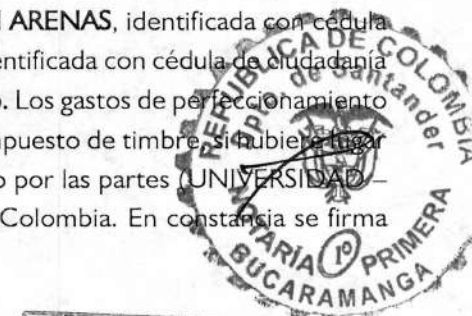 ARENAS, identificada con cédula
entificada con cédula de ciudadanía
. Los gastos de perfeccionamiento
puesto de timbre, si hubiere lugar
o por las partes (UNIVERSIDAD –
Colombia. En constancia se firma
REPUBLICA DE COLOMBIA
Dpto. de Santander
NOTARÍA 1º PRIMERA
BUCARAMANGA